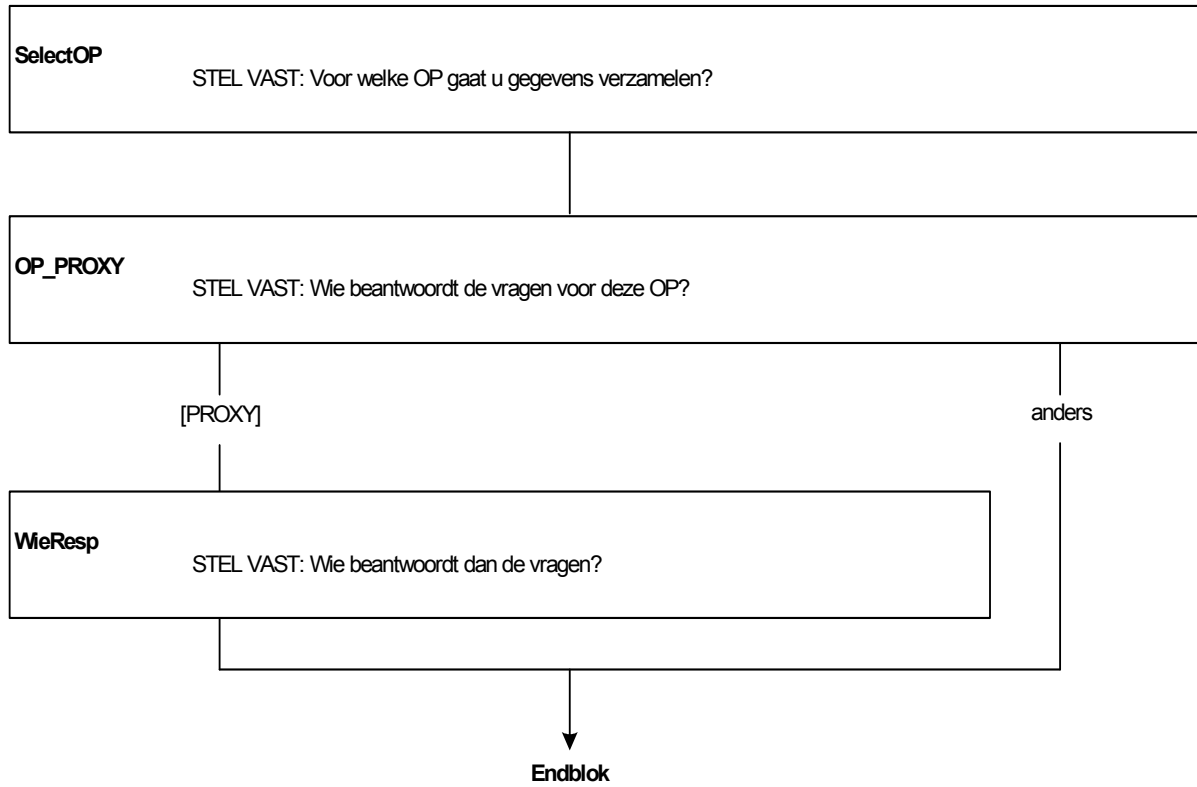 SelectOP
STEL VAST: Voor welke OP gaat u gegevens verzamelen?
OP_PROXY
STEL VAST: Wie beantwoordt de vragen voor deze OP?
[PROXY]
anders
WieResp
STEL VAST: Wie beantwoordt dan de vragen?
Endblok